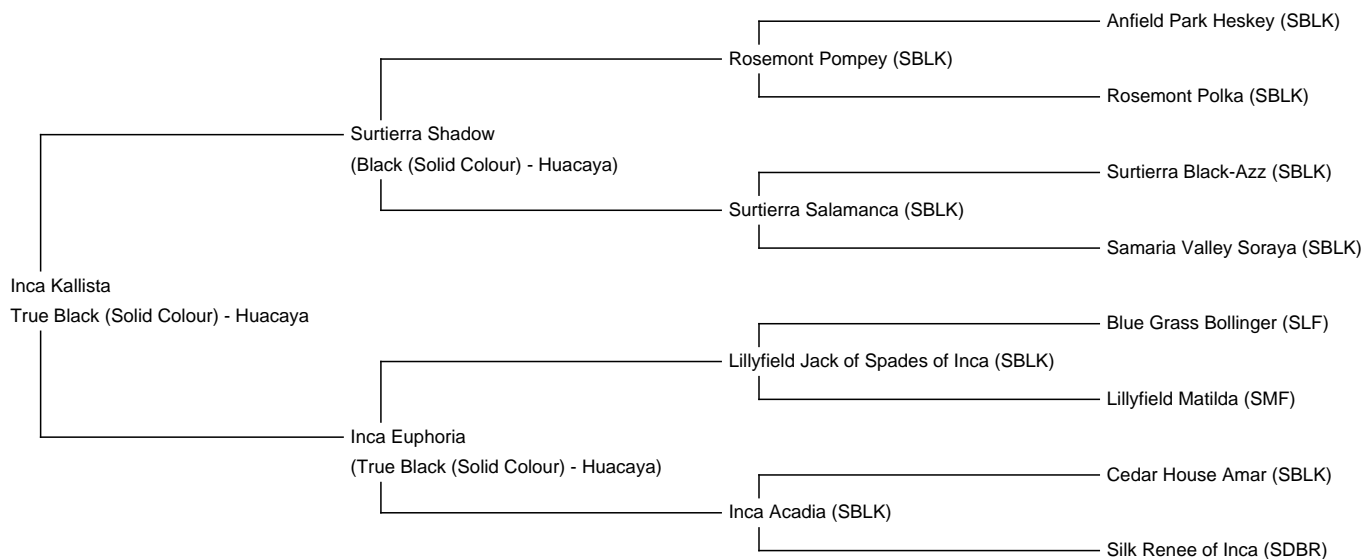 Anfield Park Heskey (SBLK)
Rosemont Pompey (SBLK)
Rosemont Polka (SBLK)
Surtierra Shadow
(Black (Solid Colour) - Huacaya)
Surtierra Black-Azz (SBLK)
Surtierra Salamanca (SBLK)
Samaria Valley Soraya (SBLK)
Inca Kallista
True Black (Solid Colour) - Huacaya
Blue Grass Bollinger (SLF)
Lillyfield Jack of Spades of Inca (SBLK)
Lillyfield Matilda (SMF)
Inca Euphoria
(True Black (Solid Colour) - Huacaya)
Cedar House Amar (SBLK)
Inca Acadia (SBLK)
Silk Renee of Inca (SDBR)